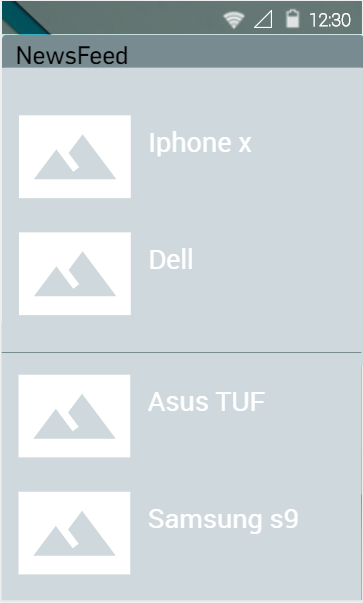 12:30
NewsFeed
Iphone x
Dell
Asus TUF
Samsung s9